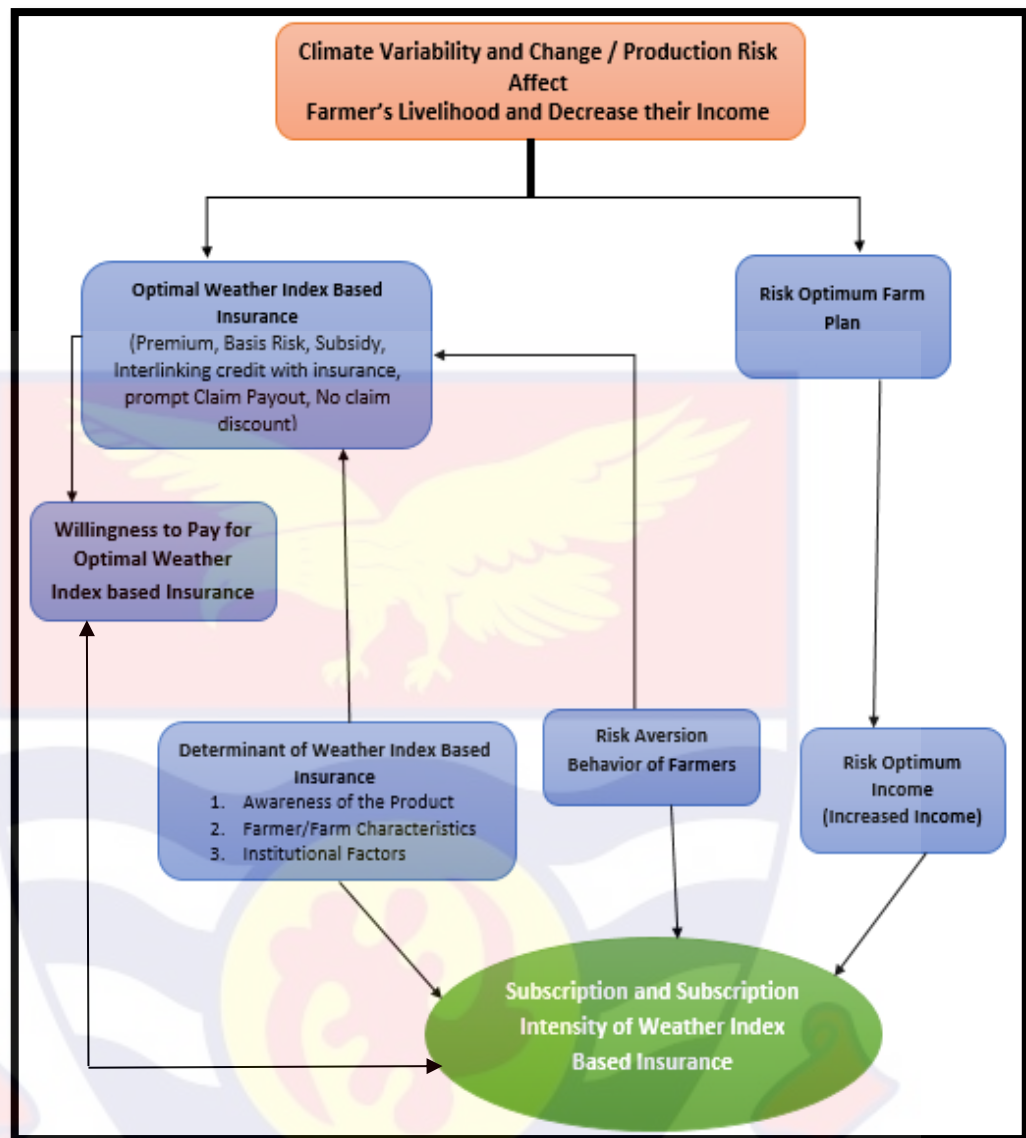 Climate Variability and Change / Production Risk
Affect
Farmer's Livelihood and Decrease their Income
Optimal Weather Index Based
Insurance
(Premium, Basis Risk, Subsidy,
Interlinking credit with insurance,
prompt Claim Payout, No claim
discount)
Risk Optimum Farm
Plan
Willingness to Pay for
Optimal Weather
Index based Insurance
Determinant of Weather Index Based
Insurance
1. Awareness of the Product
2. Farmer/Farm Characteristics
3. Institutional Factors
Risk Aversion
Behavior of Farmers
Risk Optimum
Income
(Increased Income)
Subscription and Subscription
Intensity of Weather Index
Based Insurance